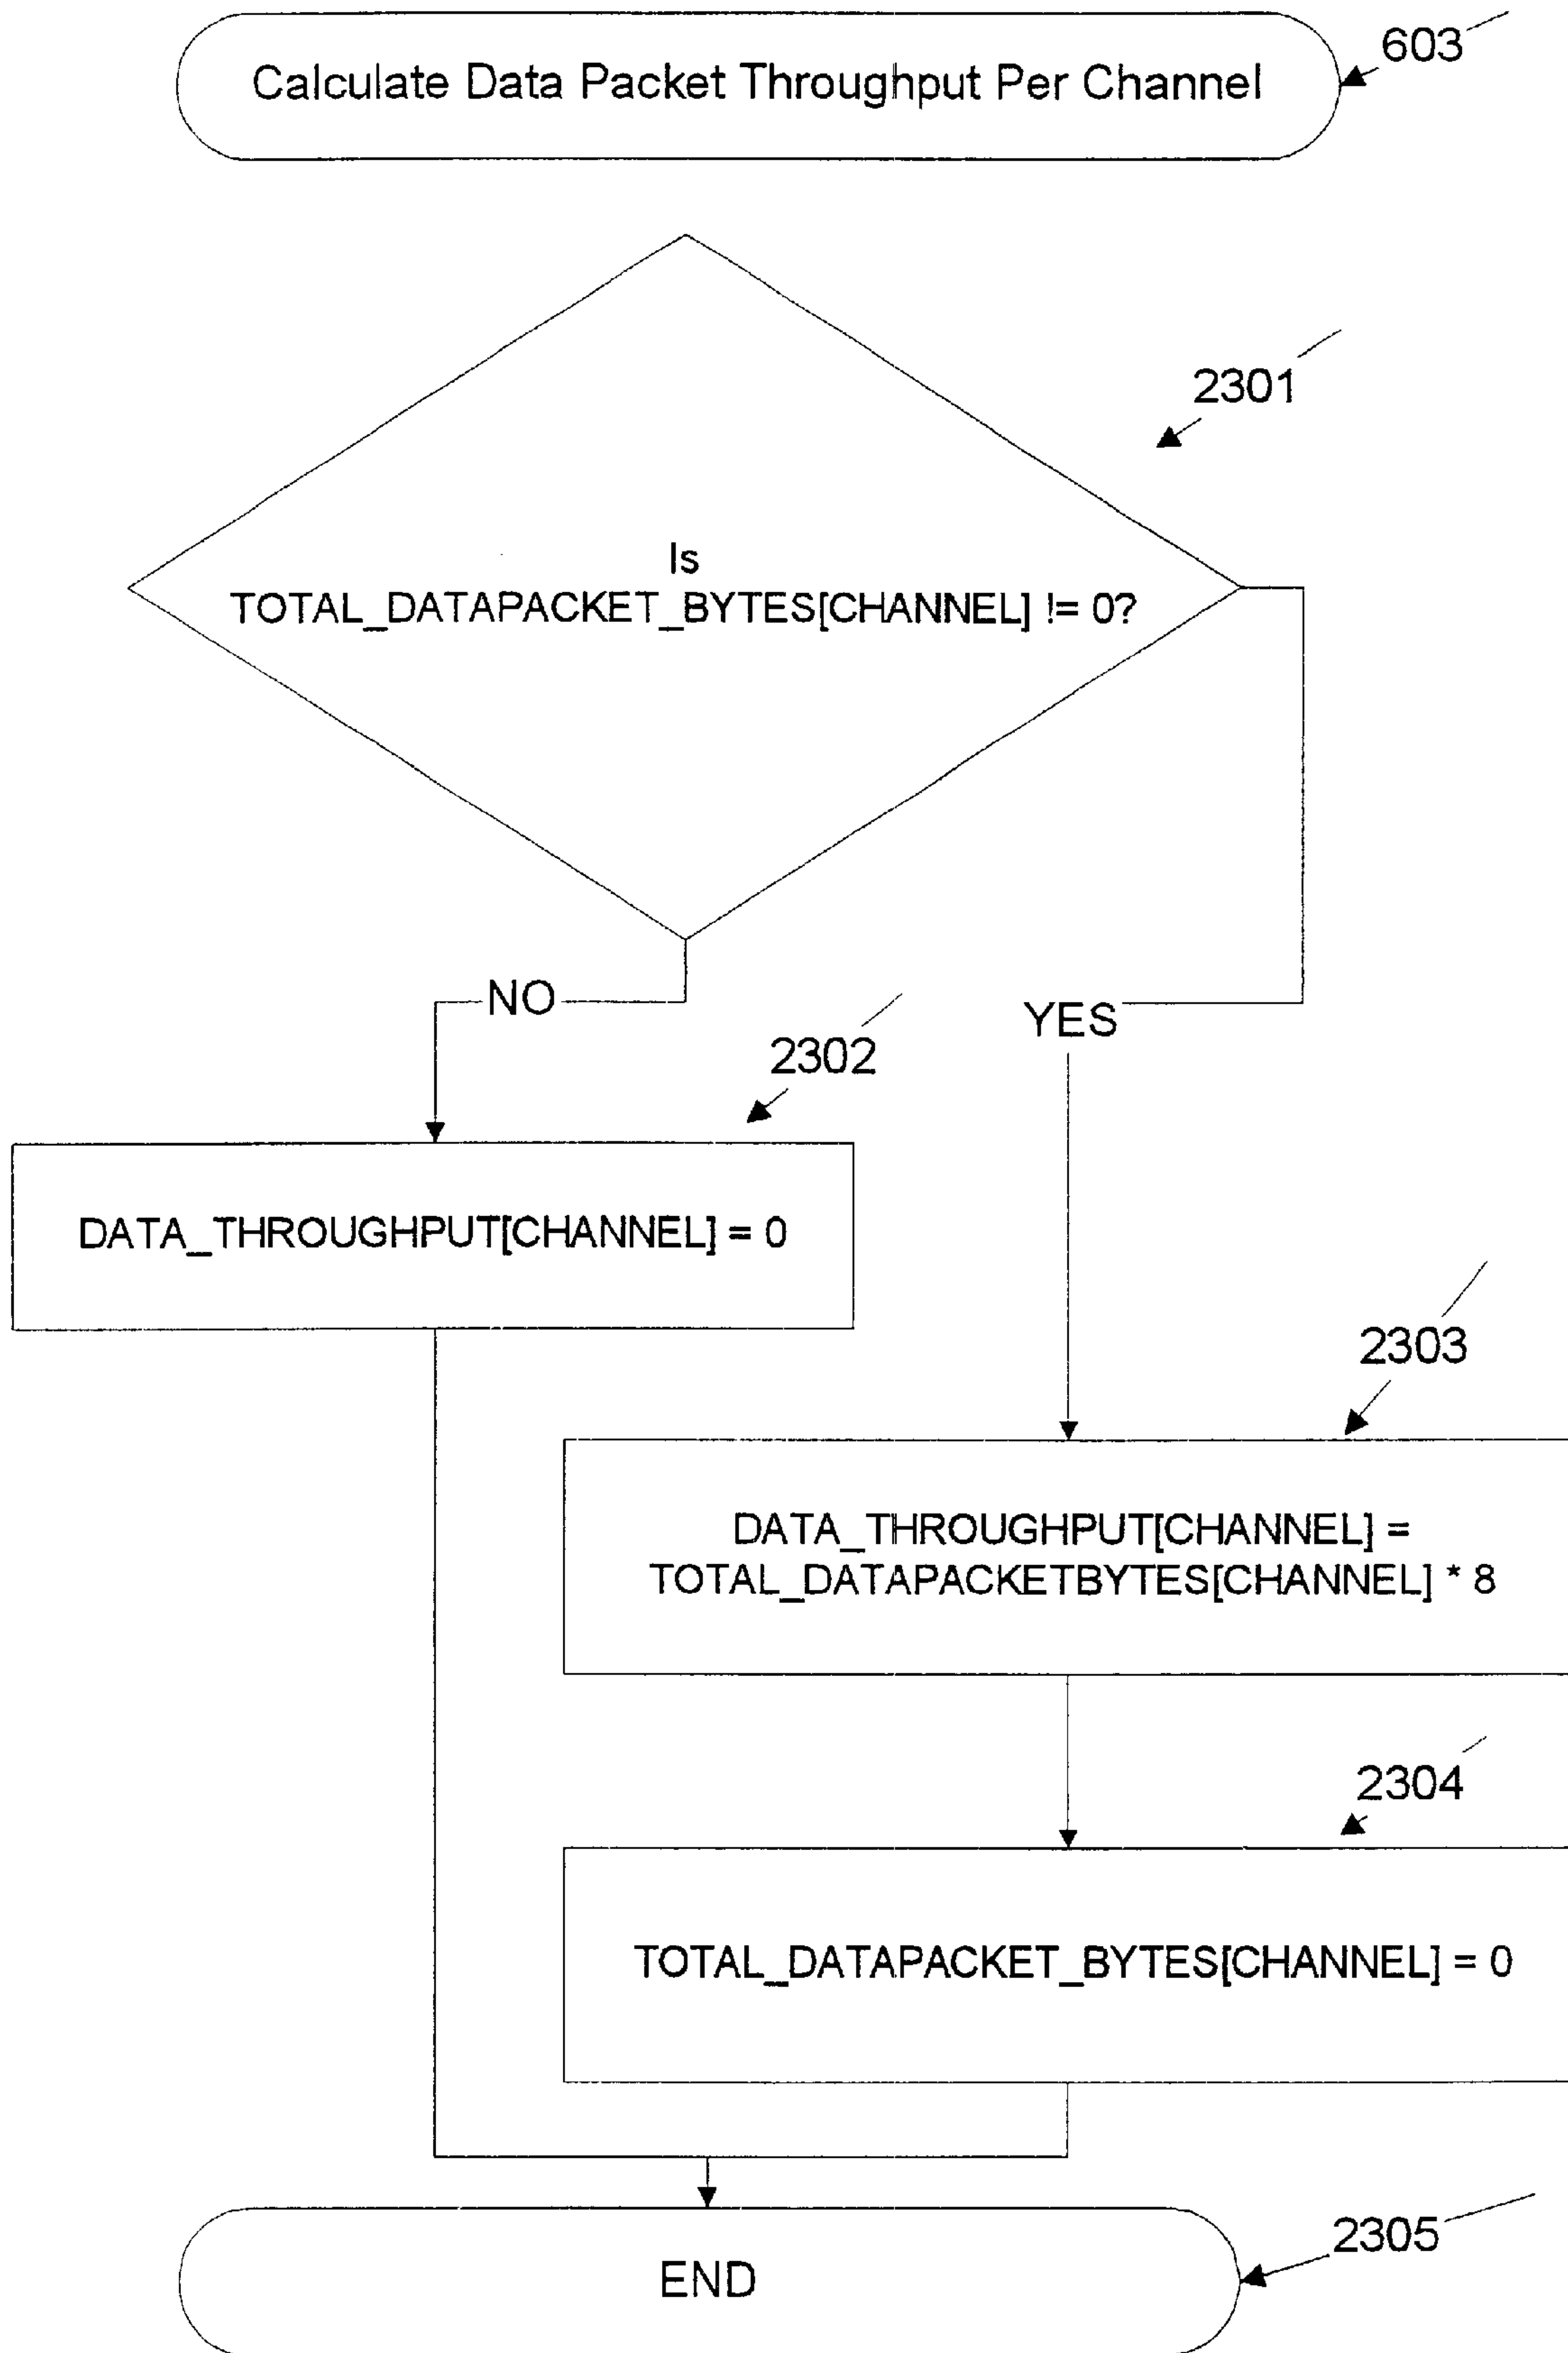 Calculate Data Packet Throughput Per Channel
603
2301
Is
TOTAL_DATAPACKET_BYTES[CHANNEL] != 0?
NO
YES
2302
DATA_THROUGHPUT[CHANNEL] = 0
2303
DATA_THROUGHPUT[CHANNEL] =
TOTAL_DATAPACKETBYTES[CHANNEL] * 8
2304
TOTAL_DATAPACKET_BYTES[CHANNEL] = 0
2305
END